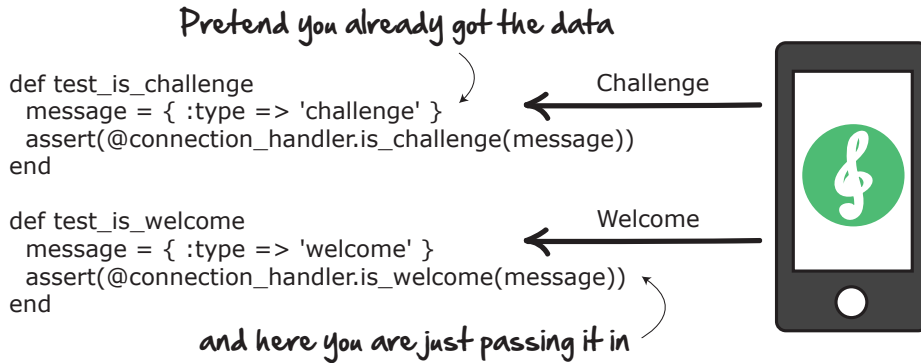 Pretend you already got the data
def test_is_challenge
message = { :type => 'challenge' }
assert(@connection_handler.is_challenge(message))
end
Challenge
def test_is_welcome
message = { :type => 'welcome' }
assert(@connection_handler.is_welcome(message))
end
Welcome
and here you are just passing it in